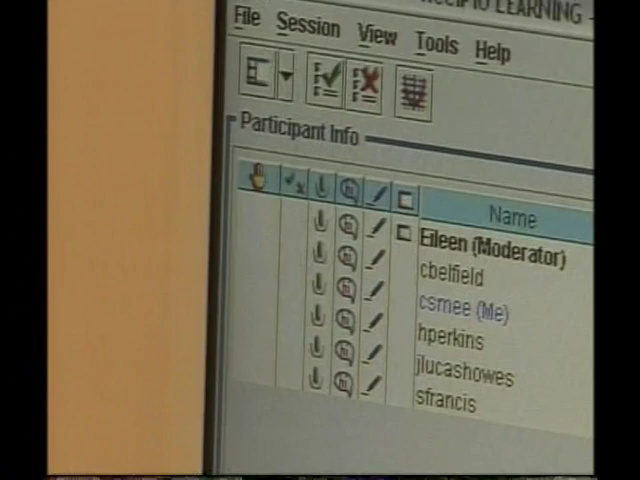 LEARNING -
File Session View Tools Help
Participant Info
Name
Eileen (Moderator)
cbelfield
csmee (Me)
hperkins
jlucashowes
sfrancis